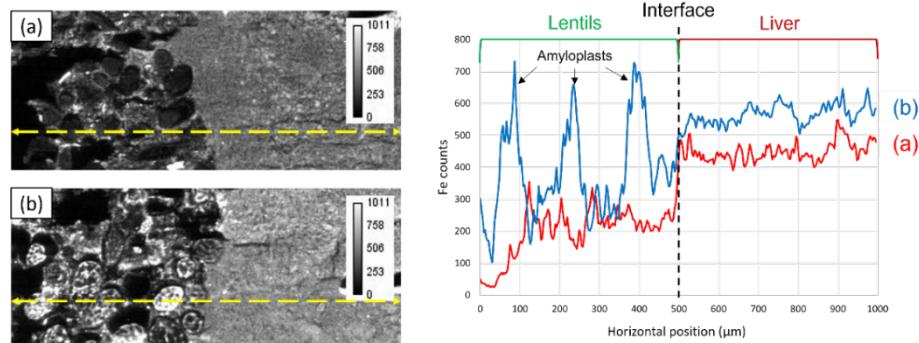 (a)
1011
758
506
253
0
(b)
1011
758
507
253
0
Interface
Lentils
Liver
Amyloplasts
800
700
600
500
400
300
200
100
0
Fe counts
0 100 200 300 400 500 600 700 800 900 1000
Horizontal position (µm)
(b)
(a)